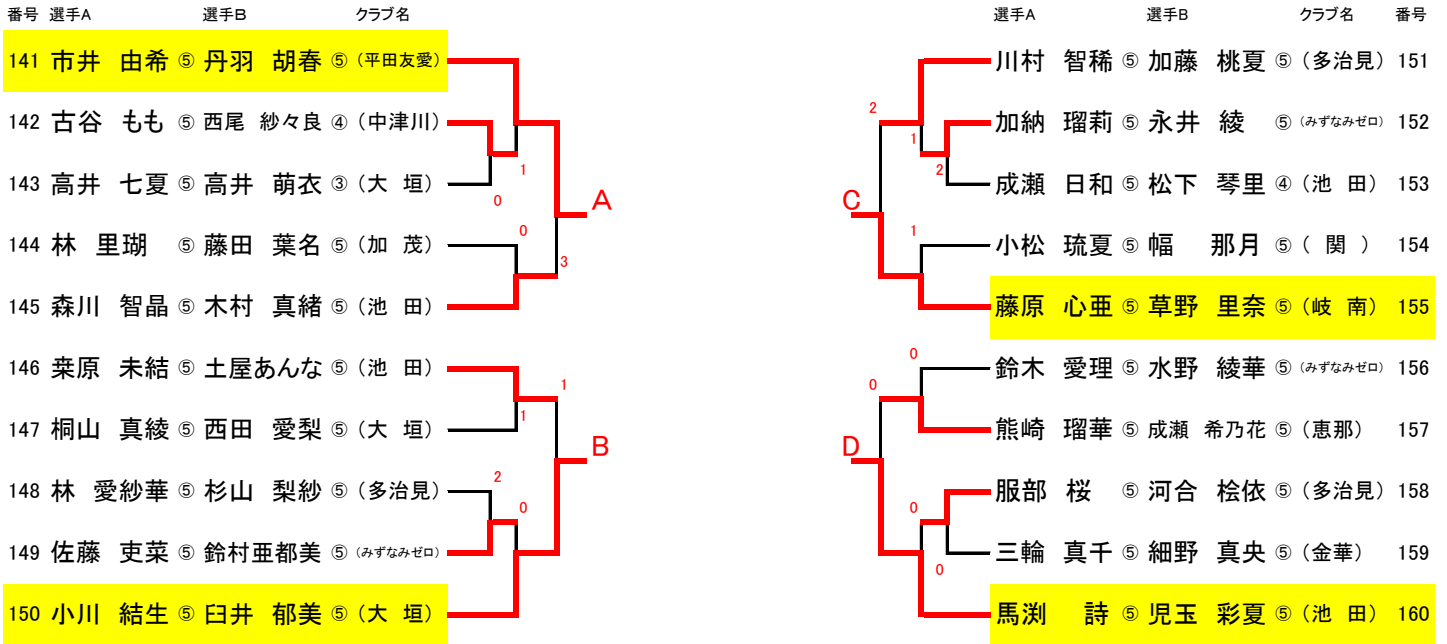 番号 選手A 選手B クラブ名
141 市井 由希 ⑤ 丹羽 胡春 ⑤ (平田友愛)
142 古谷 もも ⑤ 西尾 紗々良 ④ (中津川)
1
143 高井 七夏 ⑤ 高井 萌衣 ③ (大 垣)
0
A
144 林 里瑚 ⑤ 藤田 葉名 ⑤ (加 茂)
0
3
145 森川 智晶 ⑤ 木村 真緒 ⑤ (池 田)
146 桒原 未結 ⑤ 土屋あんな ⑤ (池 田)
1
147 桐山 真綾 ⑤ 西田 愛梨 ⑤ (大 垣)
1
B
148 林 愛紗華 ⑤ 杉山 梨紗 ⑤ (多治見)
2
0
149 佐藤 吏菜 ⑤ 鈴村亜都美 ⑤ (みずなみゼロ)
150 小川 結生 ⑤ 臼井 郁美 ⑤ (大 垣)
選手A 選手B クラブ名 番号
川村 智稀 ⑤ 加藤 桃夏 ⑤ (多治見) 151
2
加納 瑠莉 ⑤ 永井 綾 ⑤ (みずなみゼロ) 152
1
2
成瀬 日和 ⑤ 松下 琴里 ④ (池 田) 153
C
1
小松 琉夏 ⑤ 幅 那月 ⑤ ( 関 ) 154
藤原 心亜 ⑤ 草野 里奈 ⑤ (岐 南) 155
0
鈴木 愛理 ⑤ 水野 綾華 ⑤ (みずなみゼロ) 156
0
熊崎 瑠華 ⑤ 成瀬 希乃花 ⑤ (恵那) 157
D
服部 桜 ⑤ 河合 桧依 ⑤ (多治見) 158
0
三輪 真千 ⑤ 細野 真央 ⑤ (金華) 159
0
馬渕 詩 ⑤ 児玉 彩夏 ⑤ (池 田) 160